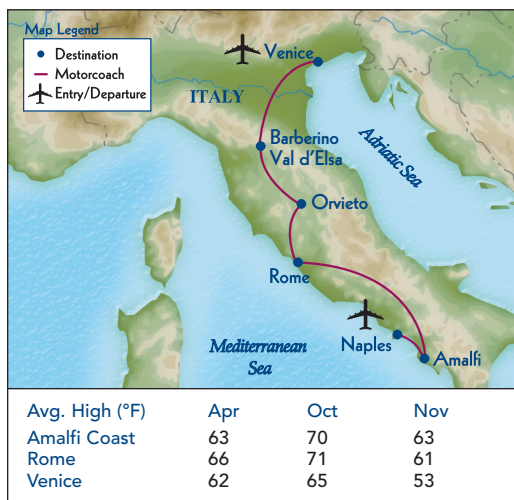 Map Legend
Destination
Motorcoach
Entry/Departure
Venice
ITALY
Barberino
Val d'Elsa
Adriatic Sea
Orvieto
Rome
Mediterranean
Sea
Naples
Amalfi
Avg. High (°F) Apr Oct Nov
Amalfi Coast 63 70 63
Rome 66 71 61
Venice 62 65 53